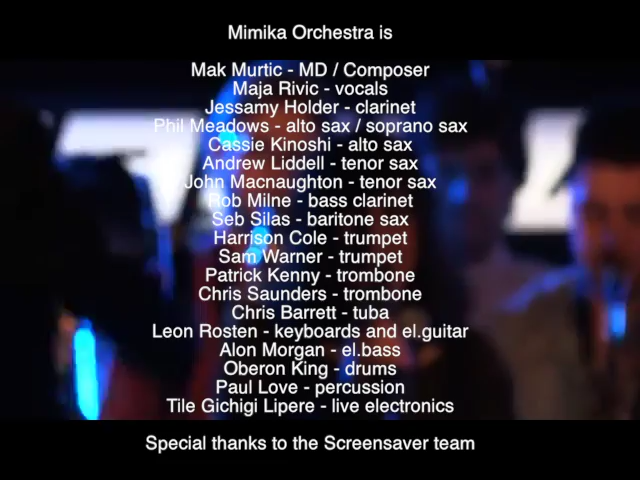 Mimika Orchestra is
Mak Murtic - MD / Composer
Maja Rivic - vocals
Jessamy Holder - clarinet
Phil Meadows - alto sax / soprano sax
Cassie Kinoshi - alto sax
Andrew Liddell - tenor sax
John Macnaughton - tenor sax
Rob Milne - bass clarinet
Seb Silas - baritone sax
Harrison Cole - trumpet
Sam Warner - trumpet
Patrick Kenny - trombone
Chris Saunders - trombone
Chris Barrett - tuba
Leon Rosten - keyboards and el.guitar
Alon Morgan - el.bass
Oberon King - drums
Paul Love - percussion
Tile Gichigi Lipere - live electronics
Special thanks to the Screensaver team